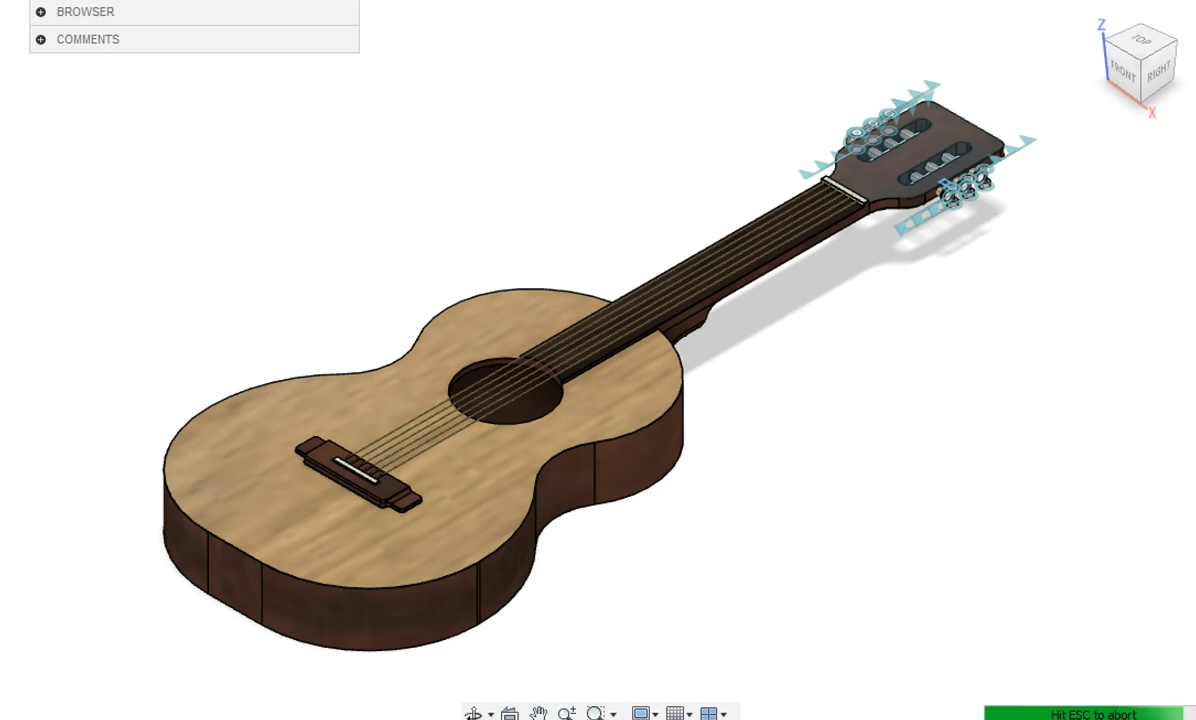 BROWSER
COMMENTS
Z
TOP
FRONT
RIGHT
X
Hit ESC to abort